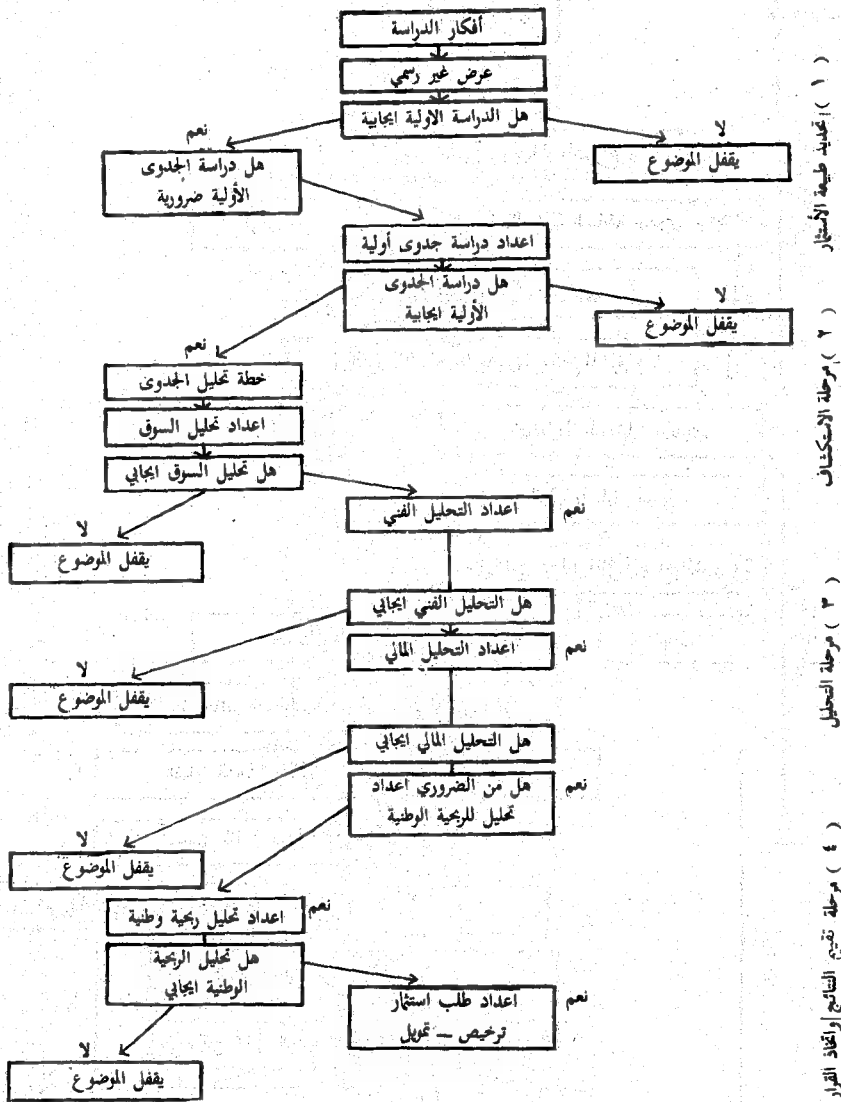 أفكار الدراسة
عرض غير رسمي
هل الدراسة الاولية ايجابية
نعم
لا
هل دراسة الجدوى
الأولية ضرورية
يقفل الموضوع
اعداد دراسة جدوى أولية
هل دراسة الجدوى
الأولية ايجابية
لا
يقفل الموضوع
نعم
خطة تحليل الجدوى
اعداد تحليل السوق
هل تحليل السوق ايجابي
اعداد التحليل الفني
نعم
لا
يقفل الموضوع
هل التحليل الفني ايجابي
اعداد التحليل المالي
نعم
لا
يقفل الموضوع
هل التحليل المالي ايجابي
هل من الضروري اعداد
تحليل للربحية الوطنية
نعم
لا
يقفل الموضوع
اعداد تحليل ربحية وطنية
نعم
هل تحليل الربحية
الوطنية ايجابي
اعداد طلب استثمار
ترخيص – تمويل
نعم
لا
يقفل الموضوع
( ١ ) تحديد طبيعة الأستثمار
( ٢ ) مرحلة الاستكشاف
( ٣ ) مرحلة التحليل
( ٤ ) مرحلة تقييم النتائج واتخاذ القرار